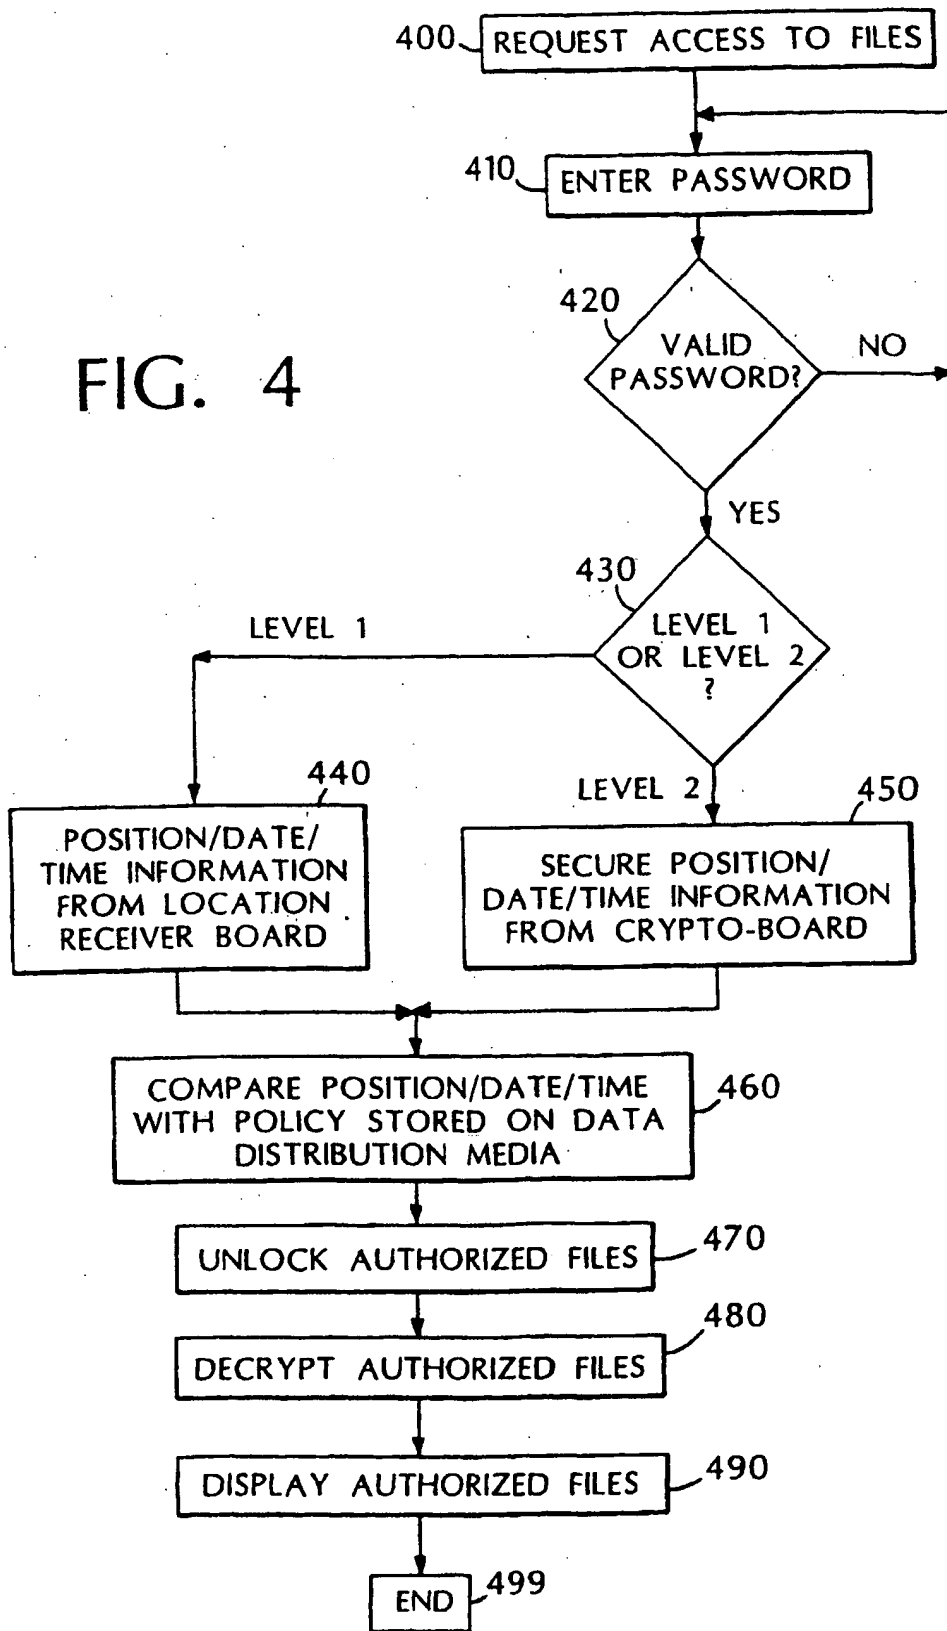 400 REQUEST ACCESS TO FILES
410 ENTER PASSWORD
420
VALID
PASSWORD?
NO
FIG. 4
YES
430
LEVEL 1
OR LEVEL 2
?
LEVEL 1
LEVEL 2
440
POSITION/DATE/
TIME INFORMATION
FROM LOCATION
RECEIVER BOARD
450
SECURE POSITION/
DATE/TIME INFORMATION
FROM CRYPTO-BOARD
COMPARE POSITION/DATE/TIME
WITH POLICY STORED ON DATA
DISTRIBUTION MEDIA
460
UNLOCK AUTHORIZED FILES
470
DECRYPT AUTHORIZED FILES
480
DISPLAY AUTHORIZED FILES
490
END
499